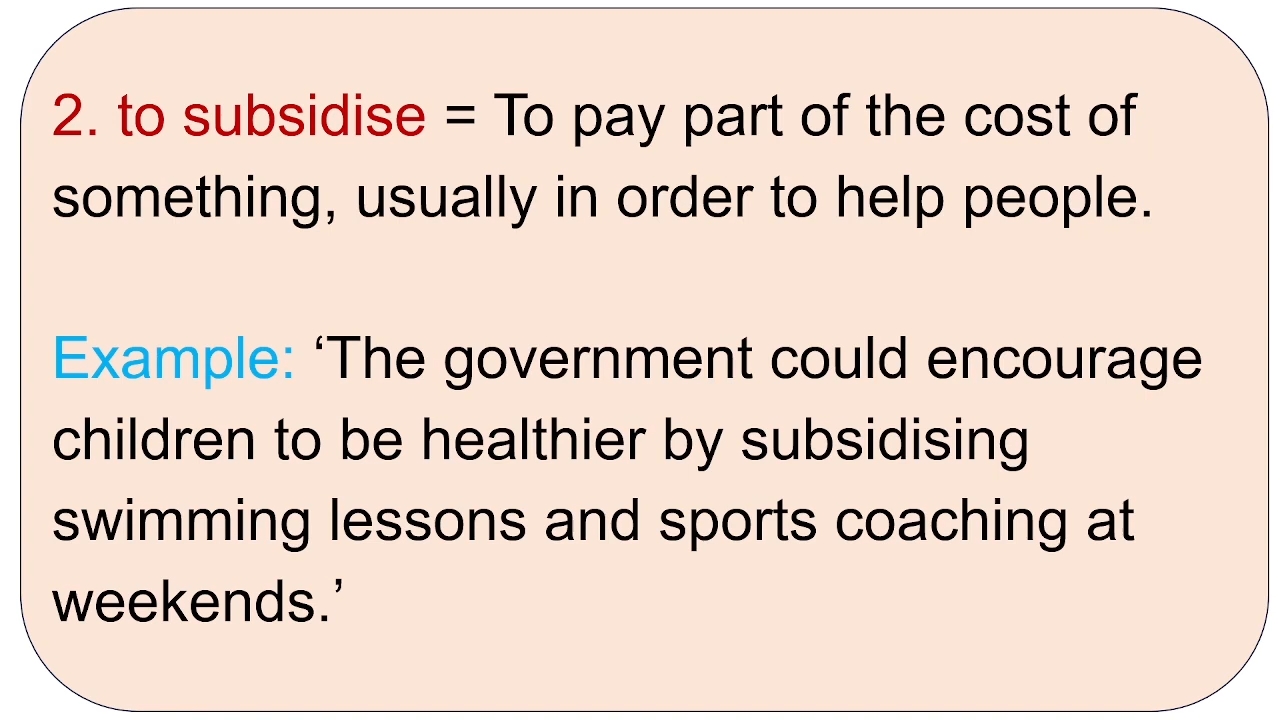 2. to subsidise = To pay part of the cost of
something, usually in order to help people.
Example: ‘The government could encourage
children to be healthier by subsidising
swimming lessons and sports coaching at
weekends.’